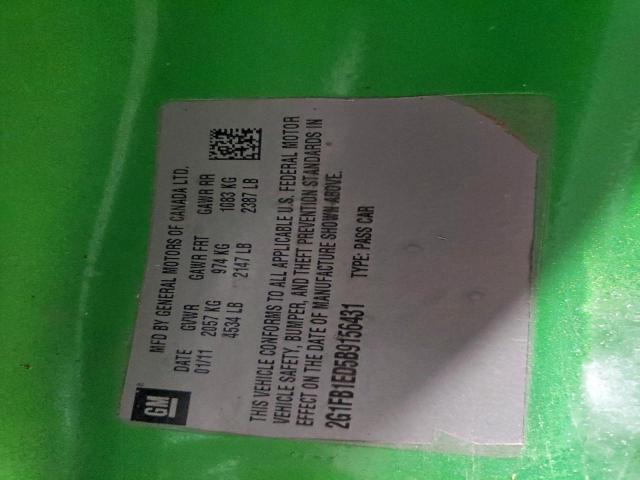 GM
MFD BY GENERAL MOTORS OF CANADA LTD.
DATE GVWR GAWR FRT GAWR RR
01/11 2057 KG 974 KG 1083 KG
4534 LB 2147 LB 2387 LB
THIS VEHICLE CONFORMS TO ALL APPLICABLE U.S. FEDERAL MOTOR
VEHICLE SAFETY, BUMPER, AND THEFT PREVENTION STANDARDS IN
EFFECT ON THE DATE OF MANUFACTURE SHOWN ABOVE.
2G1FB1ED5B9156431 TYPE: PASS CAR